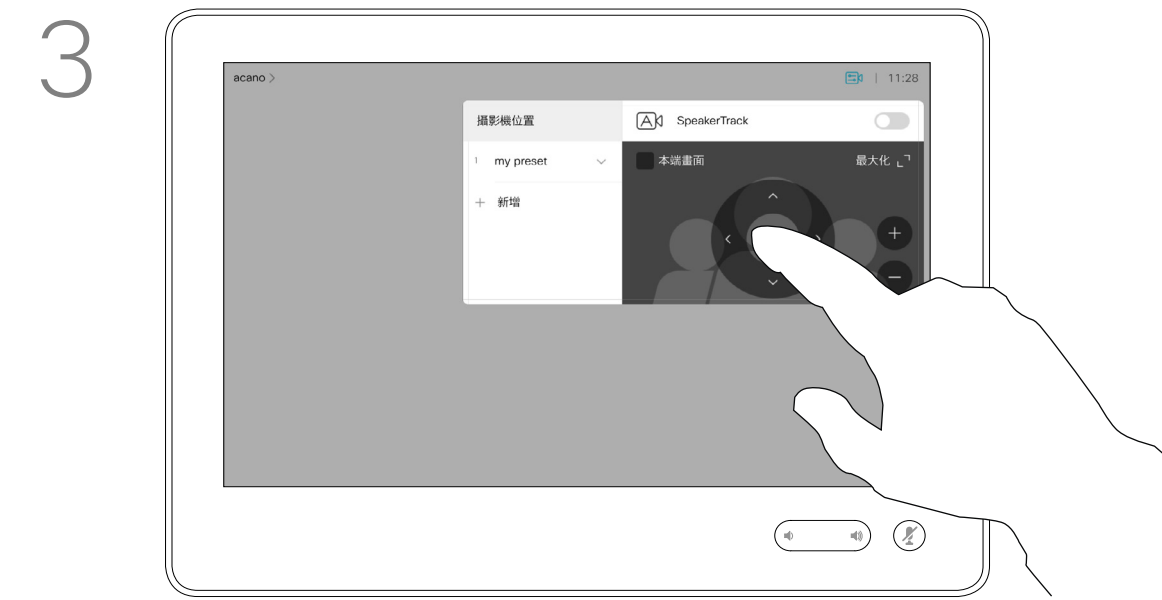 3
acano >
| 11:28
攝影機位置
SpeakerTrack
1 my preset
本端畫面
最大化
+ 新增